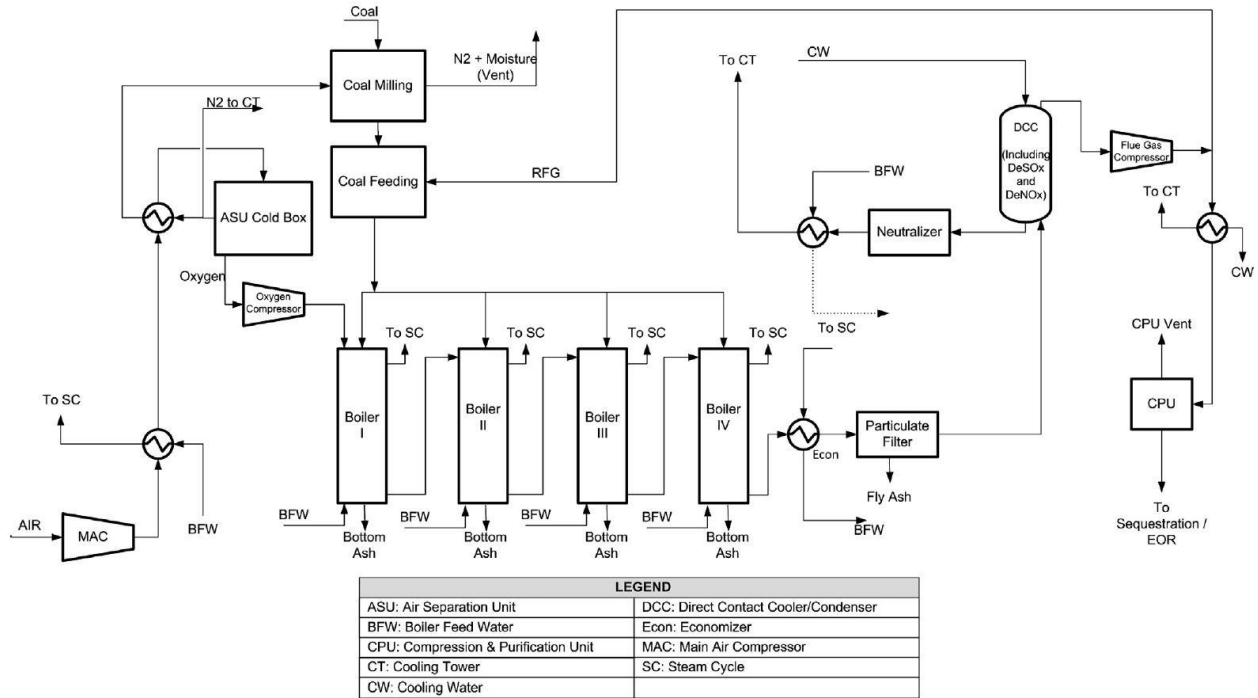 Coal
Coal Milling
N2 + Moisture
(Vent)
N2 to CT
Coal Feeding
RFG
ASU Cold Box
Oxygen
Oxygen
Compressor
To SC
AIR
MAC
BFW
CW
To CT
DCC
(Including
DeSOx
and
DeNOx)
Flue Gas
Compressor
BFW
Neutralizer
To SC
To CT
CW
CPU Vent
CPU
To
Sequestration /
EOR
To SC
To SC
To SC
To SC
Boiler
I
Boiler
II
Boiler
III
Boiler
IV
Econ
Particulate
Filter
Fly Ash
BFW
BFW
BFW
BFW
BFW
Bottom
Ash
Bottom
Ash
Bottom
Ash
Bottom
Ash
LEGEND
ASU: Air Separation Unit
DCC: Direct Contact Cooler/Condenser
BFW: Boiler Feed Water
Econ: Economizer
CPU: Compression & Purification Unit
MAC: Main Air Compressor
CT: Cooling Tower
SC: Steam Cycle
CW: Cooling Water